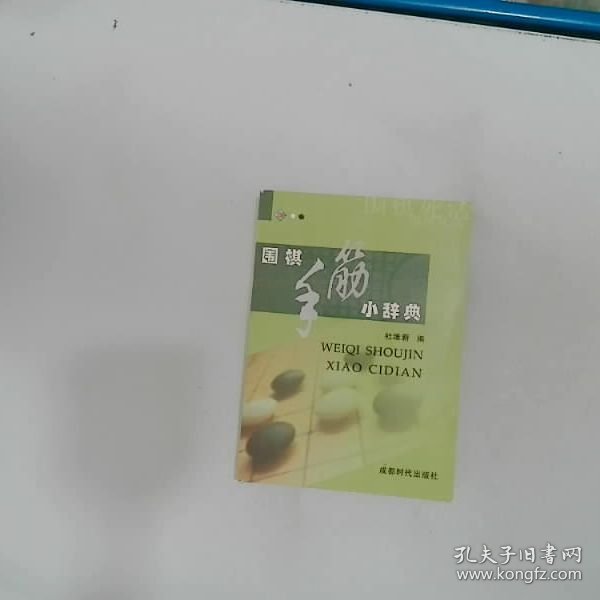 围棋
手筋
小辞典
杜维新 编
WEIQI SHOUJIN
XIAO CIDIAN
成都时代出版社
孔夫子旧书网
www.kongfz.com